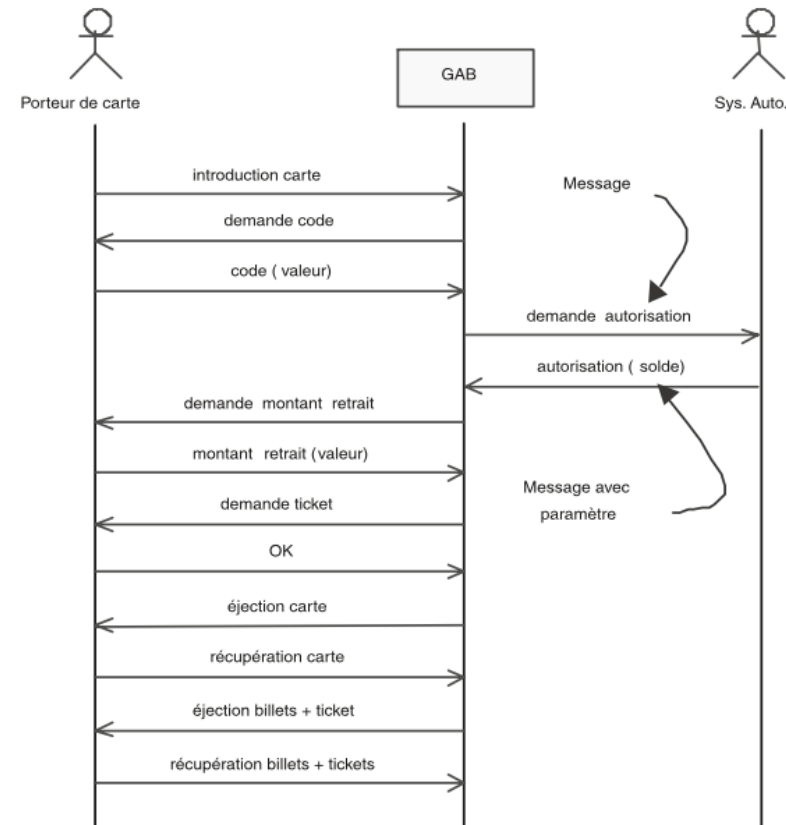 GAB
Porteur de carte
Sys. Auto.
introduction carte
Message
demande code
code ( valeur)
demande autorisation
autorisation ( solde)
demande montant retrait
montant retrait (valeur)
Message avec
paramètre
demande ticket
OK
éjection carte
récupération carte
éjection billets + ticket
récupération billets + tickets